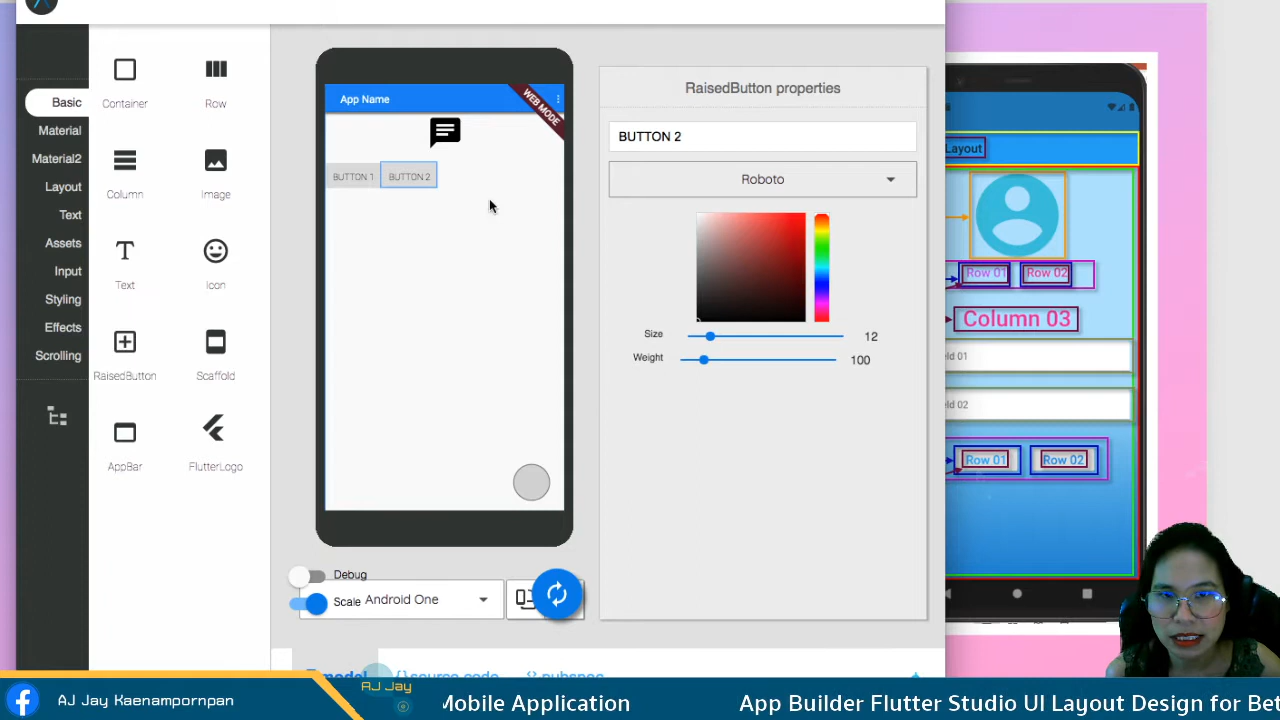 Basic
Material
Material2
Layout
Text
Assets
Input
Styling
Effects
Scrolling
Container
Row
Column
Image
Text
Icon
RaisedButton
Scaffold
AppBar
FlutterLogo
App Name
WEB MODE
BUTTON 1
BUTTON 2
Debug
Scale
Android One
RaisedButton properties
BUTTON 2
Roboto
Size
12
Weight
100
{}source code
<> pubspec
Layout
Row 01
Row 02
Column 03
Row 01
Row 02
AJ Jay Kaenampornpan
AJ Jay
Mobile Application
App Builder Flutter Studio UI Layout Design for